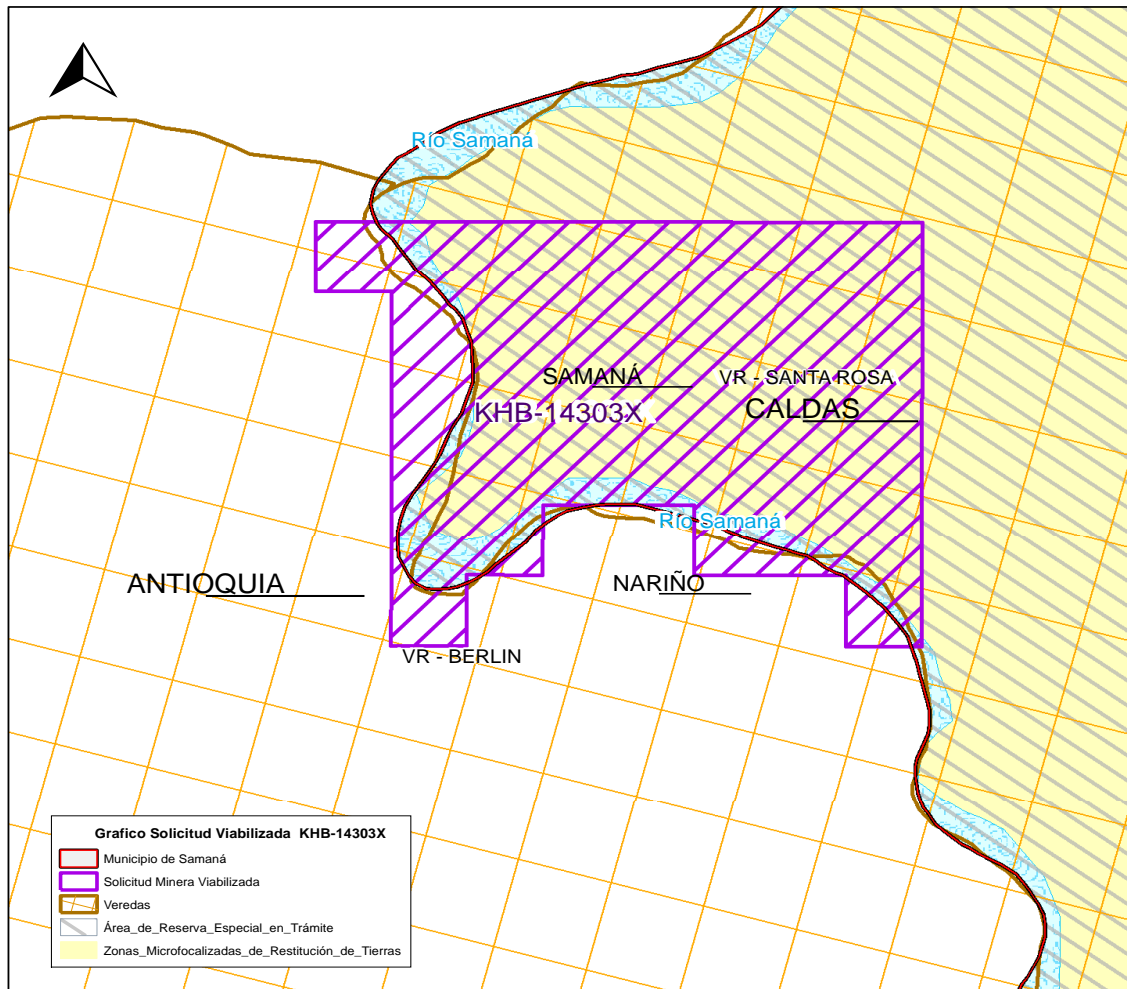 Río Samaná
SAMANÁ
VR - SANTA ROSA
KHB-14303X
CALDAS
Río Samaná
ANTIOQUIA
NARIÑO
VR - BERLIN
Grafico Solicitud Viabilizada KHB-14303X
Municipio de Samaná
Solicitud Minera Viabilizada
Veredas
Área_de_Reserva_Especial_en_Trámite
Zonas_Microfocalizadas_de_Restitución_de_Tierras